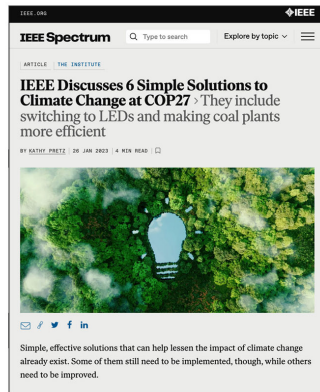 IEEE.ORG
IEEE
IEEE Spectrum
Type to search
Explore by topic
ARTICLE
THE INSTITUTE
IEEE Discusses 6 Simple Solutions to
Climate Change at COP27 › They include
switching to LEDs and making coal plants
more efficient
BY KATHY PRETZ | 26 JAN 2023 | 4 MIN READ |
Simple, effective solutions that can help lessen the impact of climate change
already exist. Some of them still need to be implemented, though, while others
need to be improved.